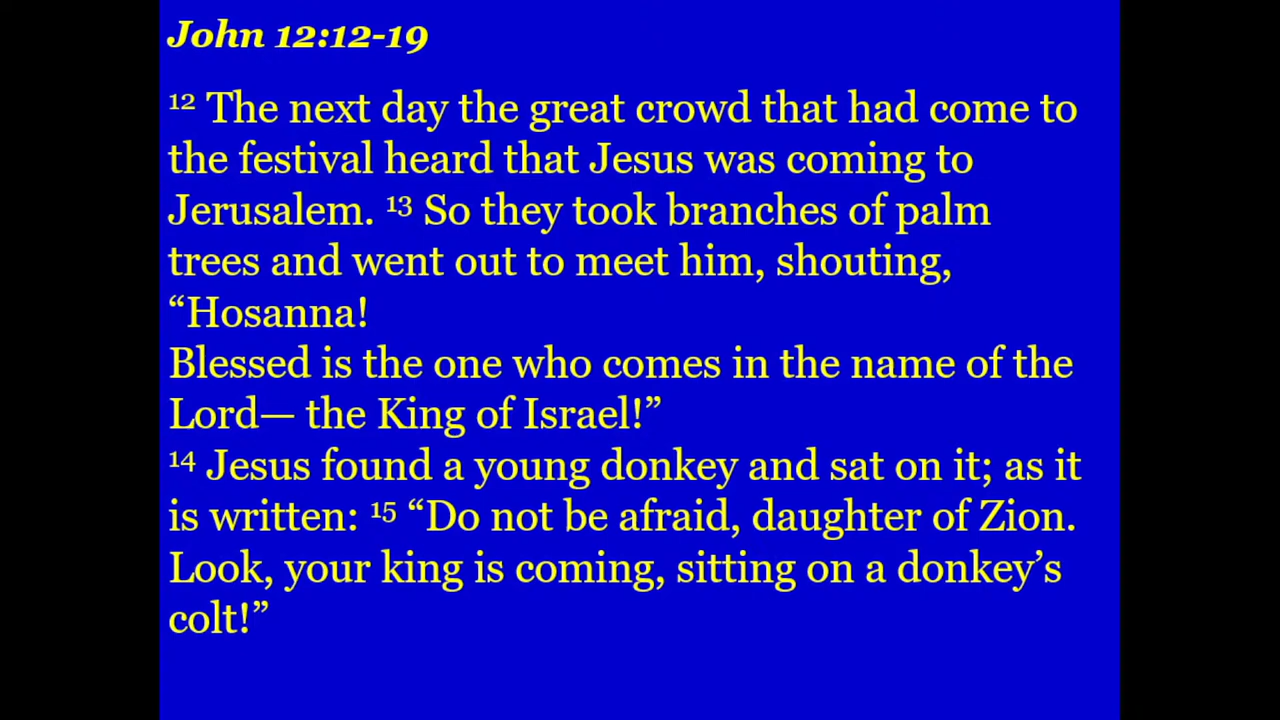 John 12:12-19
12 The next day the great crowd that had come to
the festival heard that Jesus was coming to
Jerusalem. 13 So they took branches of palm
trees and went out to meet him, shouting,
“Hosanna!
Blessed is the one who comes in the name of the
Lord— the King of Israel!”
14 Jesus found a young donkey and sat on it; as it
is written: 15 “Do not be afraid, daughter of Zion.
Look, your king is coming, sitting on a donkey’s
colt!”